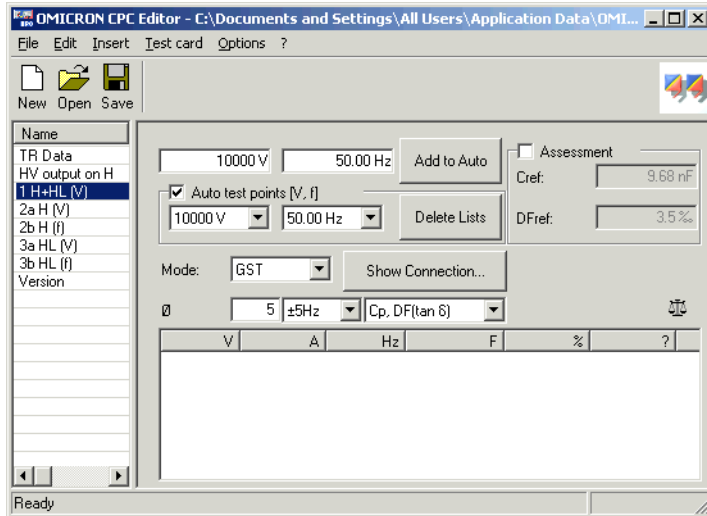 OMICRON CPC Editor - C:\Documents and Settings\All Users\Application Data\OMI...
File Edit Insert Test card Options ?
New Open Save
Name
TR Data
HV output on H
1 H+HL (V)
2a H (V)
2b H (f)
3a HL (V)
3b HL (f)
Version
10000 V 50.00 Hz Add to Auto
Auto test points [V, f]
10000 V 50.00 Hz Delete Lists
Assessment
Cref: 9.68 nF
DFref: 3.5 ‰
Mode: GST Show Connection...
Ø 5 ±5Hz Cp, DF(tan δ)
V A Hz F % ?
Ready